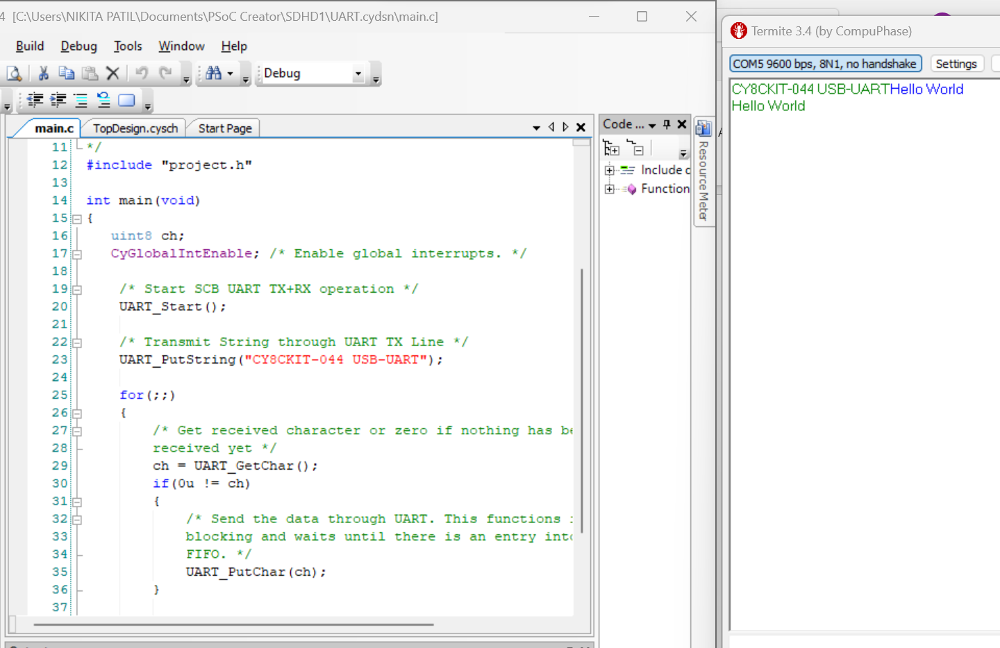 4 [C:\Users\NIKITA PATIL\Documents\PSoC Creator\SDHD1\UART.cydsn\main.c]
Build Debug Tools Window Help
Debug
main.c TopDesign.cysch Start Page
11 */
12 #include "project.h"
13
14 int main(void)
15 {
16 uint8 ch;
17 CyGlobalIntEnable; /* Enable global interrupts. */
18
19 /* Start SCB UART TX+RX operation */
20 UART_Start();
21
22 /* Transmit String through UART TX Line */
23 UART_PutString("CY8CKIT-044 USB-UART");
24
25 for(;;)
26 {
27 /* Get received character or zero if nothing has be
28 received yet */
29 ch = UART_GetChar();
30 if(0u != ch)
31 {
32 /* Send the data through UART. This functions
33 blocking and waits until there is an entry into
34 FIFO. */
35 UART_PutChar(ch);
36 }
37
Code ...
Include d
Function
Resource Meter
Termite 3.4 (by CompuPhase)
COM5 9600 bps, 8N1, no handshake Settings
CY8CKIT-044 USB-UARTHello World
Hello World